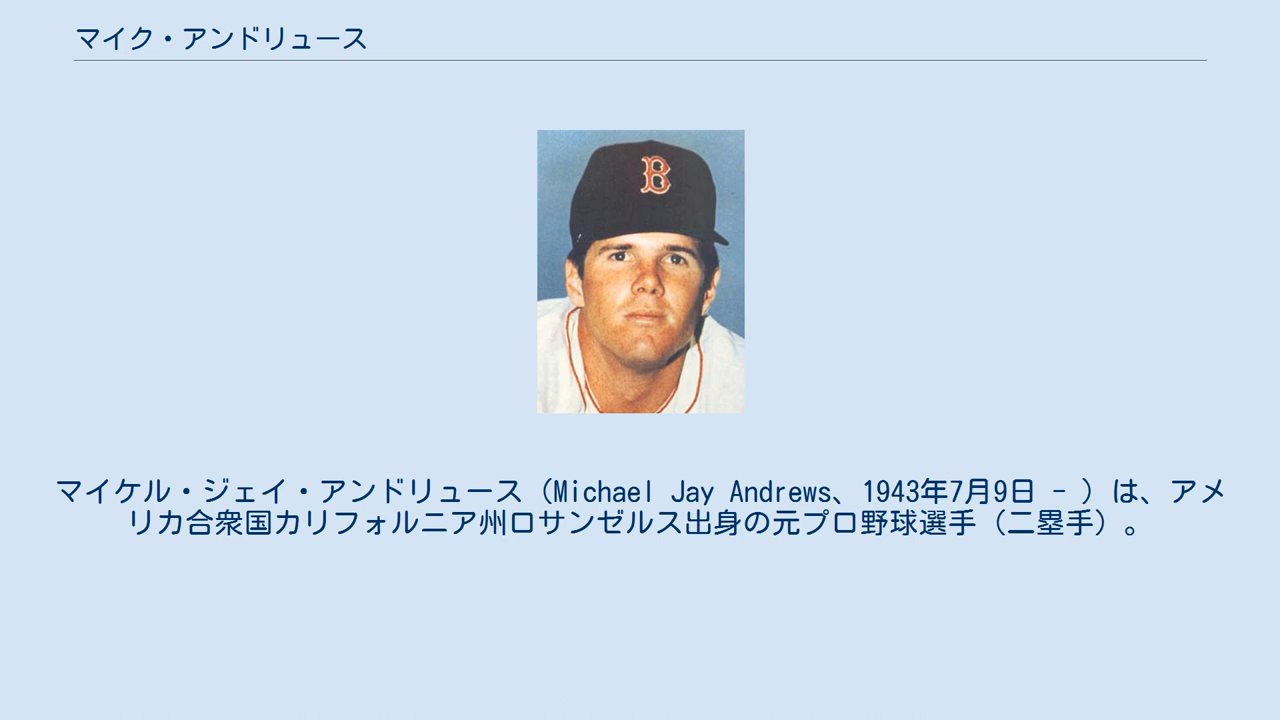 マイク・アンドリュース
B
マイケル・ジェイ・アンドリュース（Michael Jay Andrews、1943年7月9日 - ）は、アメ
リカ合衆国カリフォルニア州ロサンゼルス出身の元プロ野球選手（二塁手）。